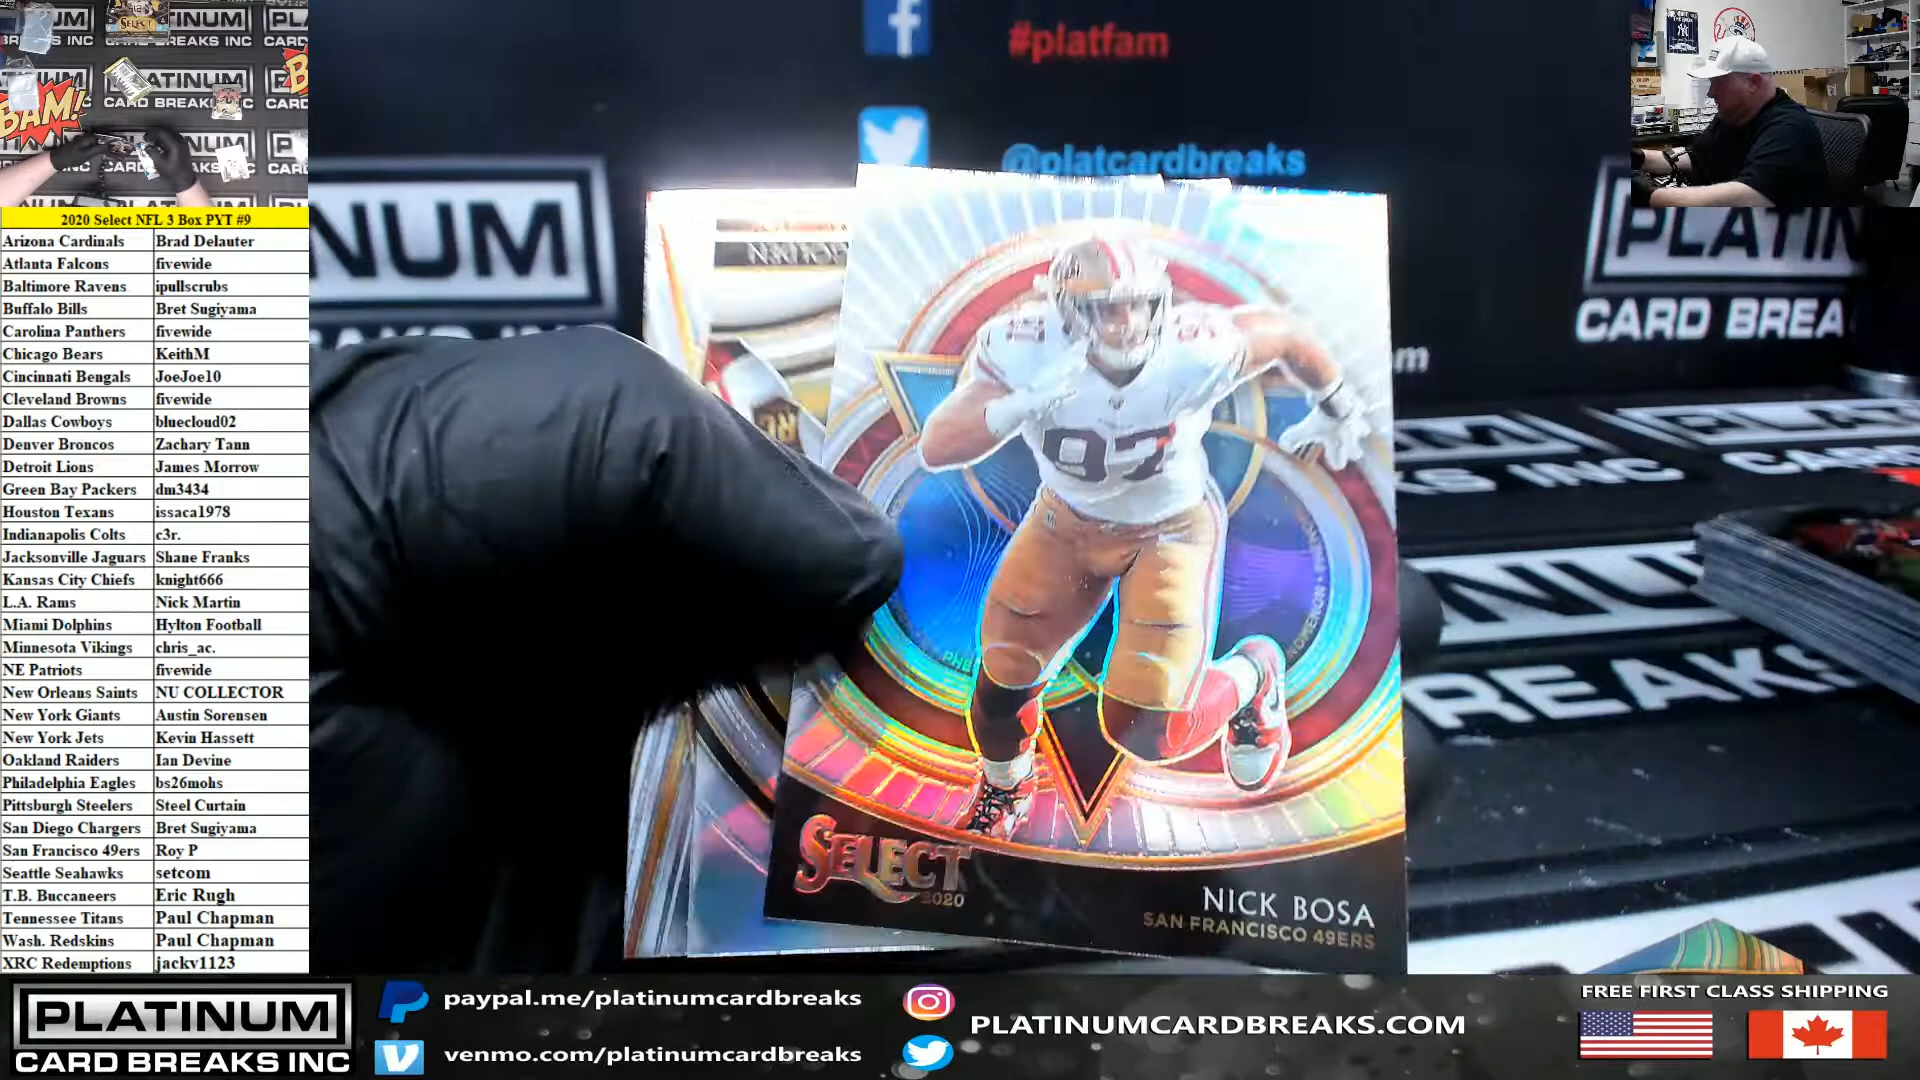 #platfam
@platcardbreaks
2020 Select NFL 3 Box PYT #9
Arizona Cardinals Brad Delauter
Atlanta Falcons fivewide
Baltimore Ravens ipullscrubs
Buffalo Bills Bret Sugiyama
Carolina Panthers fivewide
Chicago Bears KeithM
Cincinnati Bengals JoeJoe10
Cleveland Browns fivewide
Dallas Cowboys bluecloud02
Denver Broncos Zachary Tann
Detroit Lions James Morrow
Green Bay Packers dm3434
Houston Texans issaca1978
Indianapolis Colts c3r.
Jacksonville Jaguars Shane Franks
Kansas City Chiefs knight666
L.A. Rams Nick Martin
Miami Dolphins Hylton Football
Minnesota Vikings chris_ac.
NE Patriots fivewide
New Orleans Saints NU COLLECTOR
New York Giants Austin Sorensen
New York Jets Kevin Hassett
Oakland Raiders Ian Devine
Philadelphia Eagles bs26mohs
Pittsburgh Steelers Steel Curtain
San Diego Chargers Bret Sugiyama
San Francisco 49ers Roy P
Seattle Seahawks setcom
T.B. Buccaneers Eric Rugh
Tennessee Titans Paul Chapman
Wash. Redskins Paul Chapman
XRC Redemptions jackv1123
BAM!
NUM
PLATIN
CARD BREA
97
RC
SELECT
2020
NICK BOSA
SAN FRANCISCO 49ERS
KS INC
BREAKS
PLATINUM
CARD BREAKS INC
paypal.me/platinumcardbreaks
venmo.com/platinumcardbreaks
PLATINUMCARDBREAKS.COM
FREE FIRST CLASS SHIPPING